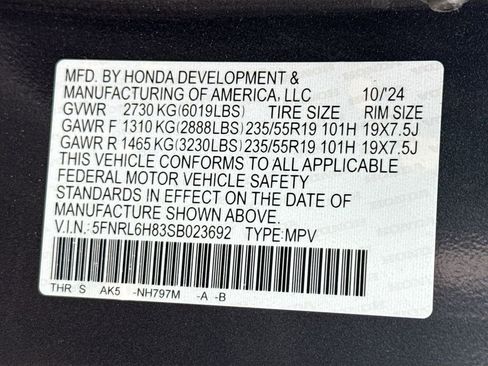 MFD. BY HONDA DEVELOPMENT &
MANUFACTURING OF AMERICA, LLC 10/'24
GVWR 2730 KG(6019LBS) TIRE SIZE RIM SIZE
GAWR F 1310 KG(2888LBS) 235/55R19 101H 19X7.5J
GAWR R 1465 KG(3230LBS) 235/55R19 101H 19X7.5J
THIS VEHICLE CONFORMS TO ALL APPLICABLE
FEDERAL MOTOR VEHICLE SAFETY
STANDARDS IN EFFECT ON THE DATE OF
MANUFACTURE SHOWN ABOVE.
V.I.N.: 5FNRL6H83SB023692 TYPE:MPV
THR S AK5 -NH797M -A -B